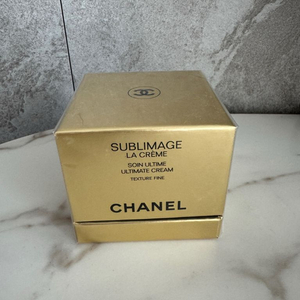 SUBLIMAGE
LA CRÈME
SOIN ULTIME
ULTIMATE CREAM
TEXTURE FINE
CHANEL